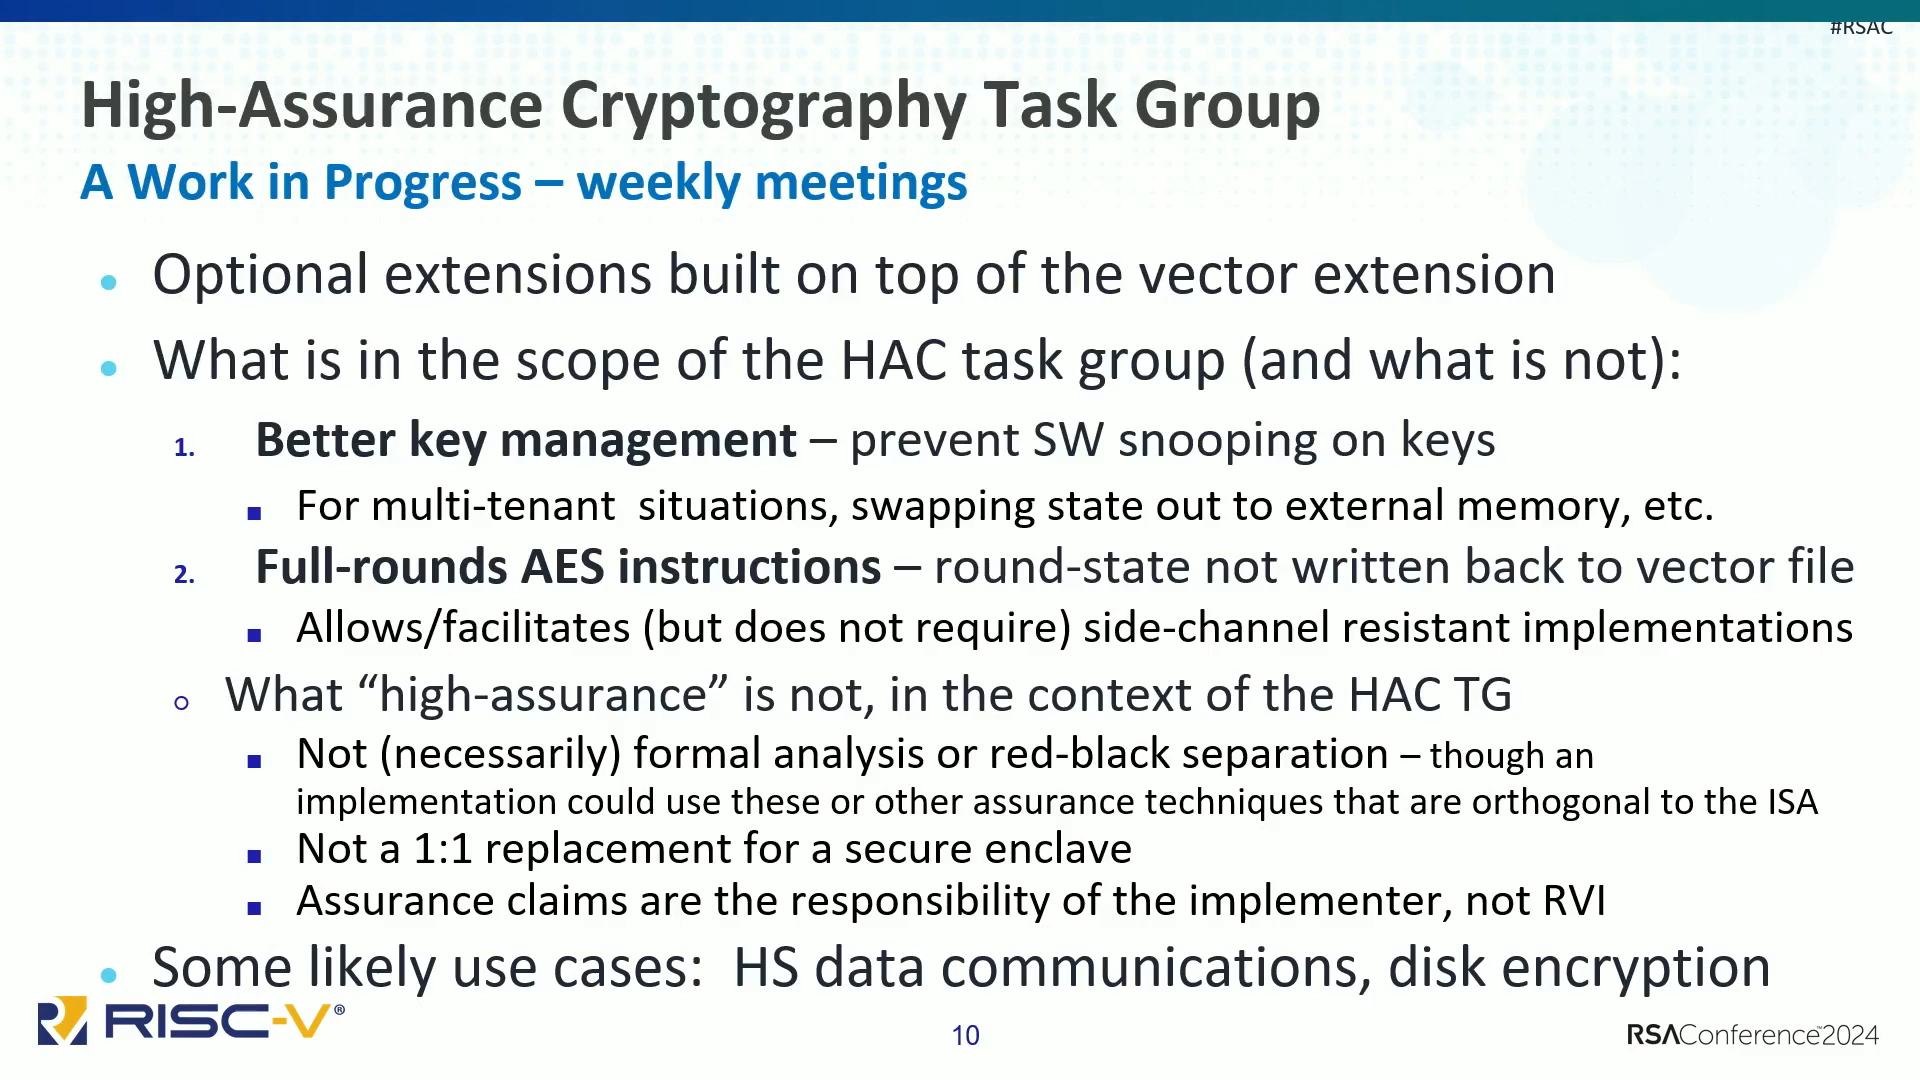 #RSAC
High-Assurance Cryptography Task Group
A Work in Progress – weekly meetings
• Optional extensions built on top of the vector extension
• What is in the scope of the HAC task group (and what is not):
1. Better key management – prevent SW snooping on keys
■ For multi-tenant situations, swapping state out to external memory, etc.
2. Full-rounds AES instructions – round-state not written back to vector file
■ Allows/facilitates (but does not require) side-channel resistant implementations
○ What “high-assurance” is not, in the context of the HAC TG
■ Not (necessarily) formal analysis or red-black separation – though an
implementation could use these or other assurance techniques that are orthogonal to the ISA
■ Not a 1:1 replacement for a secure enclave
■ Assurance claims are the responsibility of the implementer, not RVI
• Some likely use cases: HS data communications, disk encryption
RISC-V®
10
RSAConference™2024